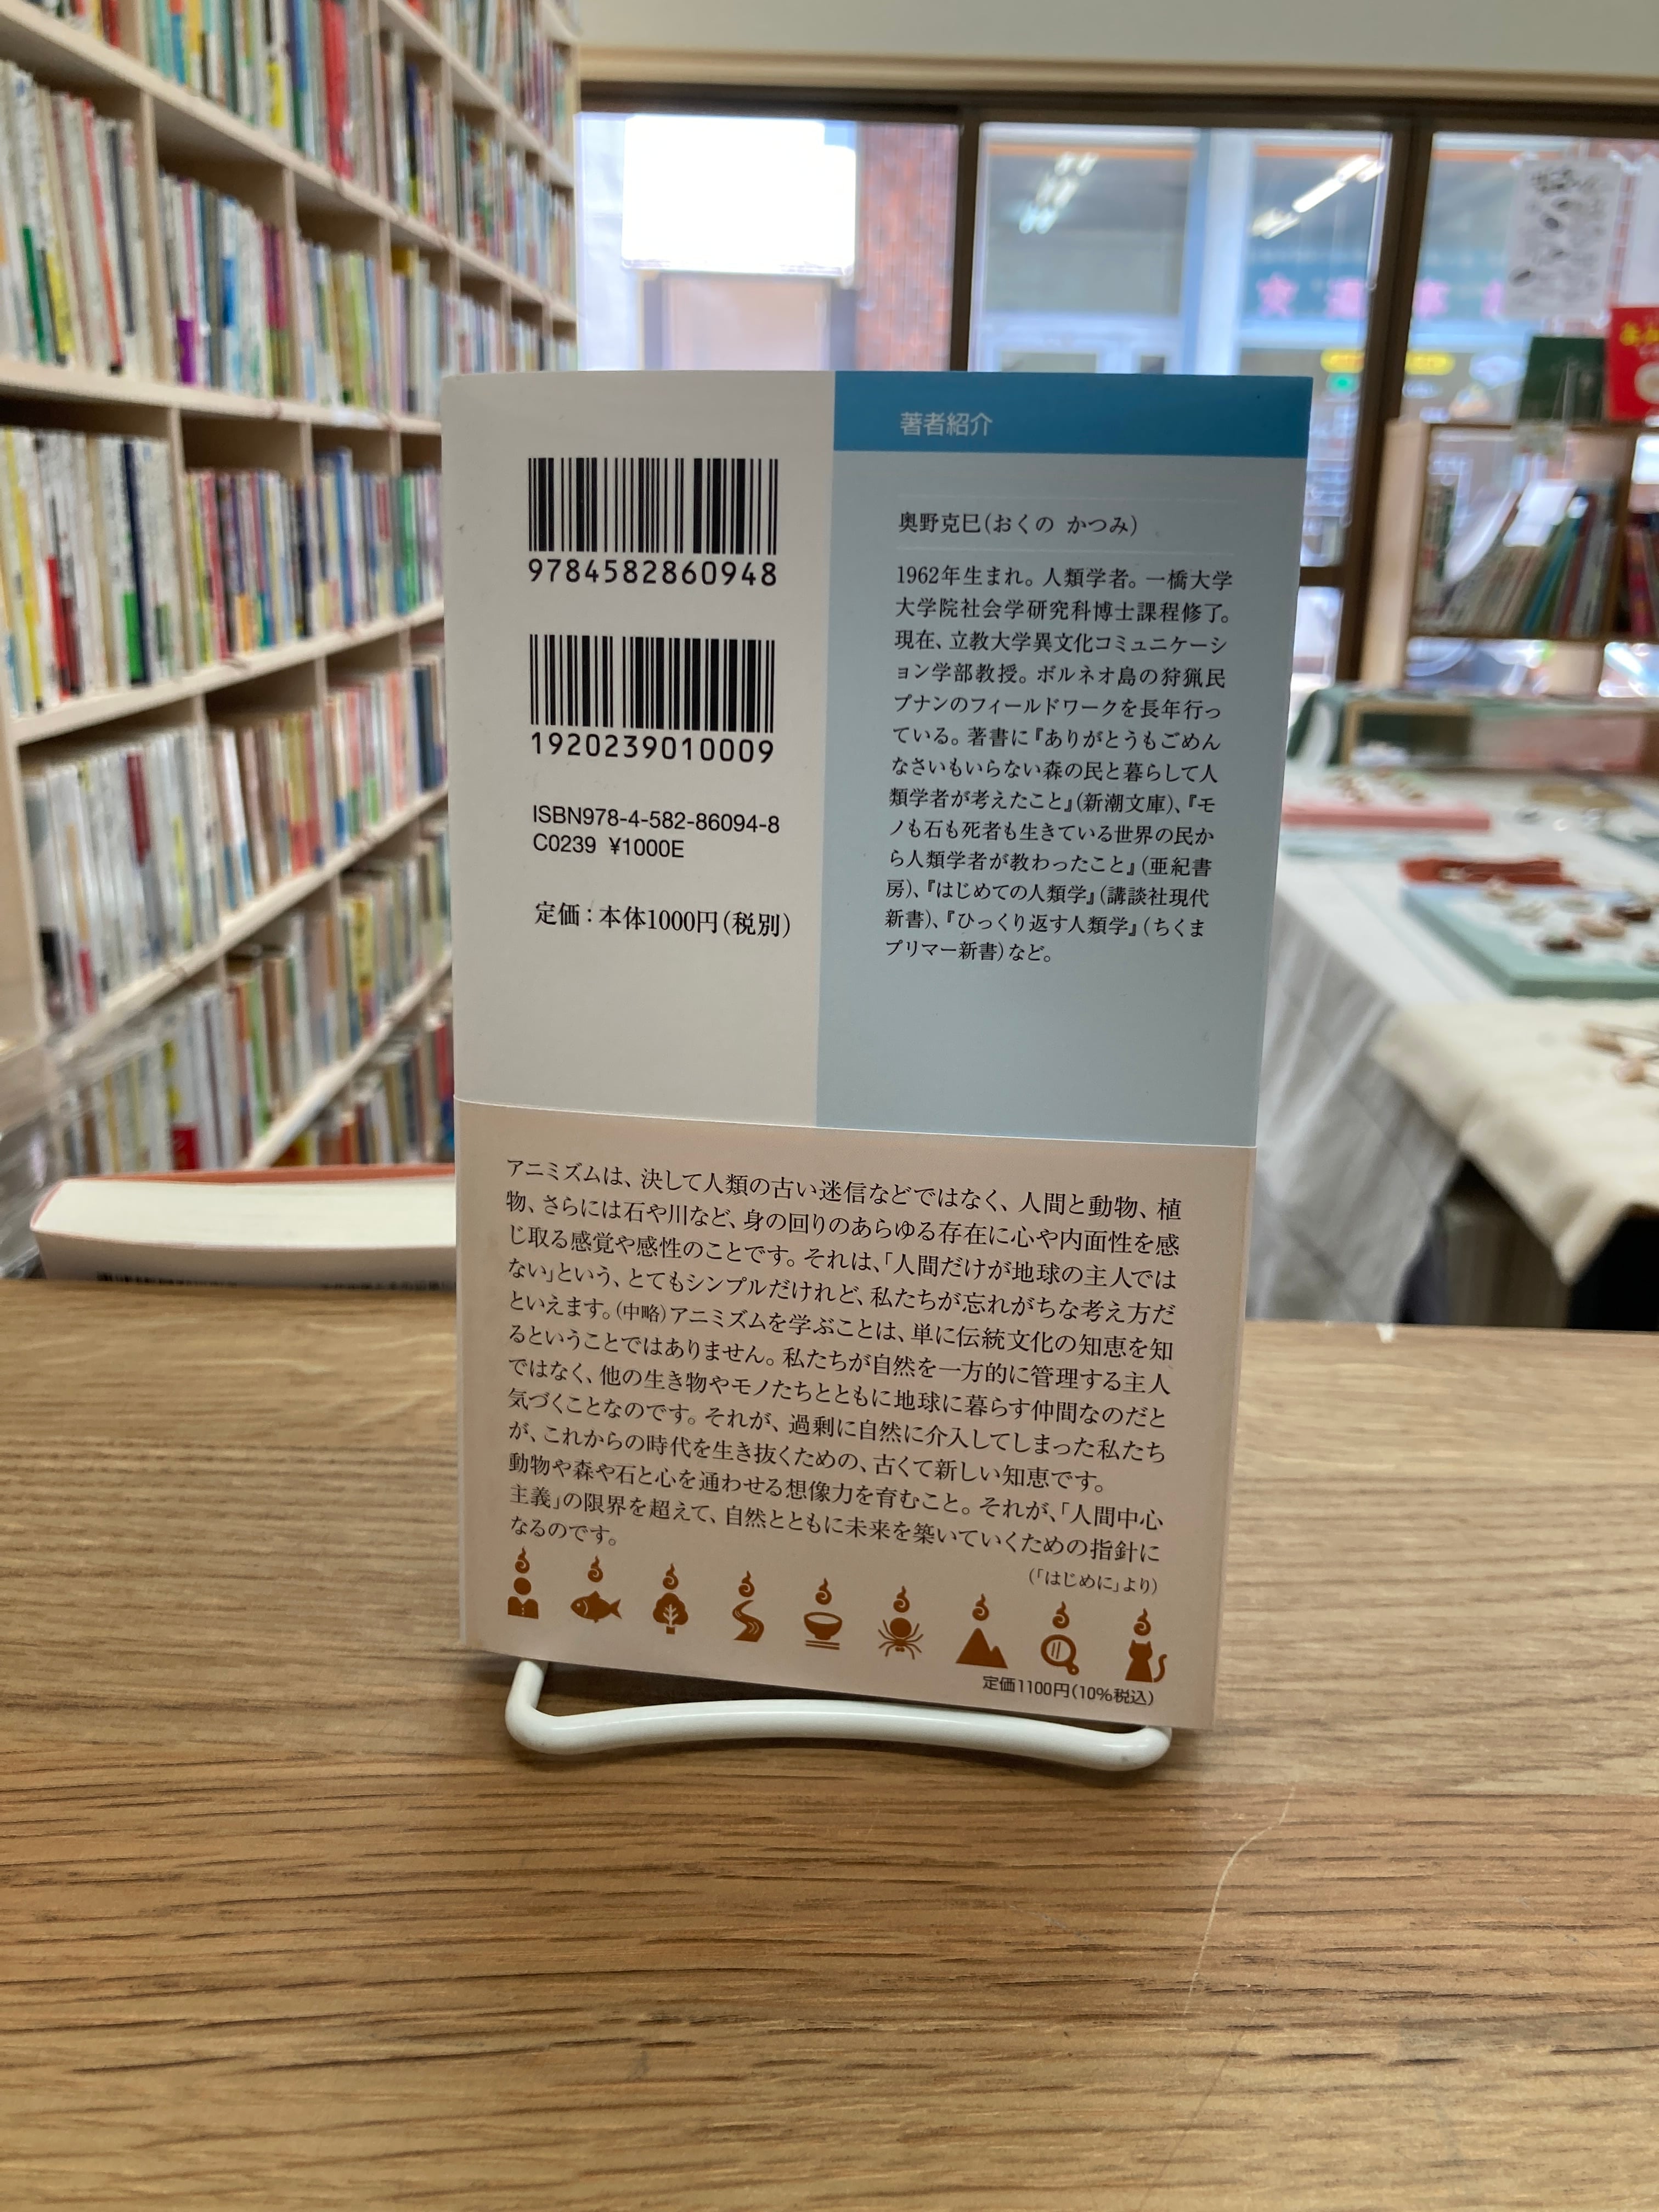 9784582860948
1920239010009
ISBN978-4-582-86094-8
C0239 ¥1000E
定価：本体1000円（税別）
著者紹介
奥野克巳（おくの かつみ）
1962年生まれ。人類学者。一橋大学
大学院社会学研究科博士課程修了。
現在、立教大学異文化コミュニケーシ
ョン学部教授。ボルネオ島の狩猟民
プナンのフィールドワークを長年行っ
ている。著書に『ありがとうもごめん
なさいもいらない森の民と暮らして人
類学者が考えたこと』（新潮文庫）、『モ
ノも石も死者も生きている世界の民か
ら人類学者が教わったこと』（亜紀書
房）、『はじめての人類学』（講談社現代
新書）、『ひっくり返す人類学』（ちくま
プリマー新書）など。
アニミズムは、決して人類の古い迷信などではなく、人間と動物、植
物、さらには石や川など、身の回りのあらゆる存在に心や内面性を感
じ取る感覚や感性のことです。それは、「人間だけが地球の主人では
ない」という、とてもシンプルだけれど、私たちが忘れがちな考え方だ
といえます。（中略）アニミズムを学ぶことは、単に伝統文化の知恵を知
るということではありません。私たちが自然を一方的に管理する主人
ではなく、他の生き物やモノたちとともに地球に暮らす仲間なのだと
気づくことなのです。それが、過剰に自然に介入してしまった私たち
が、これからの時代を生き抜くための、古くて新しい知恵です。
動物や森や石と心を通わせる想像力を育むこと。それが、「人間中心
主義」の限界を超えて、自然とともに未来を築いていくための指針に
なるのです。
（「はじめに」より）
定価1100円（10%税込）